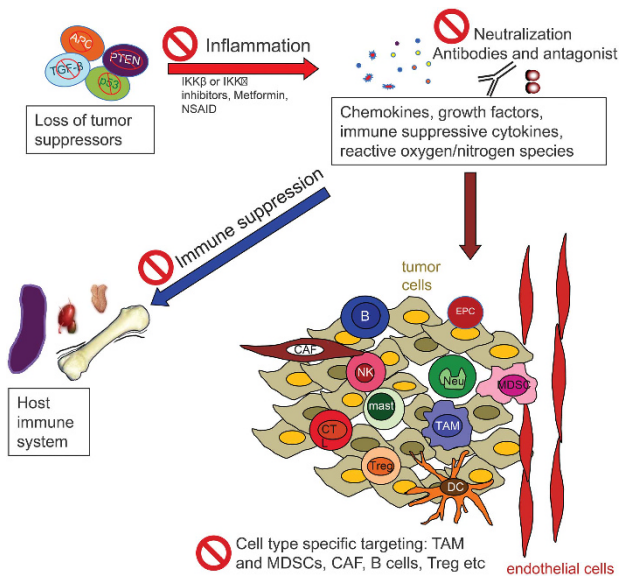 APC
PTEN
TGF-B
p53
Loss of tumor
suppressors
Inflammation
IKKβ or IKK
inhibitors, Metformin,
NSAID
Neutralization
Antibodies and antagonist
Chemokines, growth factors,
immune suppressive cytokines,
reactive oxygen/nitrogen species
Immune suppression
Host
immune
system
tumor
cells
B
EPC
CAF
NK
Neu
MDSC
mast
CT
L
TAM
Treg
DC
Cell type specific targeting: TAM
and MDSCs, CAF, B cells, Treg etc
endothelial cells